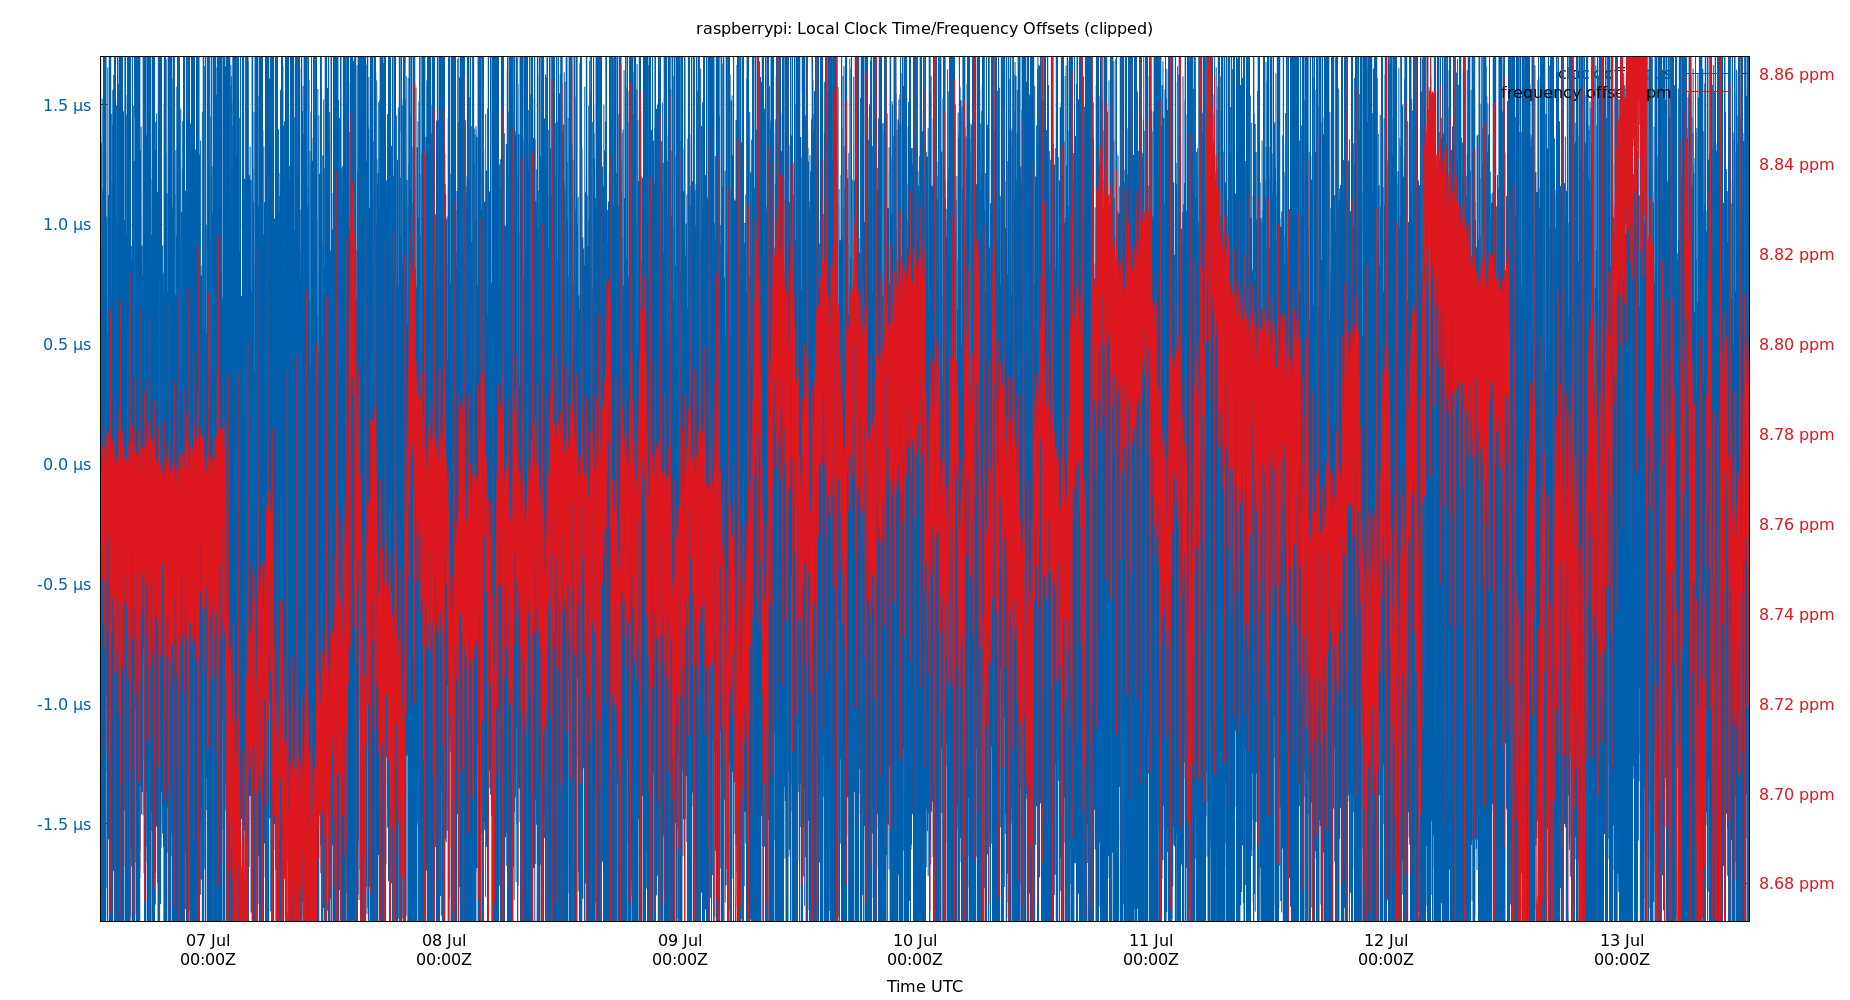 raspberrypi: Local Clock Time/Frequency Offsets (clipped)
frequency offset ppm
1.5 µs
1.0 µs
0.5 µs
0.0 µs
-0.5 µs
-1.0 µs
-1.5 µs
8.86 ppm
8.84 ppm
8.82 ppm
8.80 ppm
8.78 ppm
8.76 ppm
8.74 ppm
8.72 ppm
8.70 ppm
8.68 ppm
07 Jul 08 Jul 09 Jul 10 Jul 11 Jul 12 Jul 13 Jul
00:00Z 00:00Z 00:00Z 00:00Z 00:00Z 00:00Z 00:00Z
Time UTC